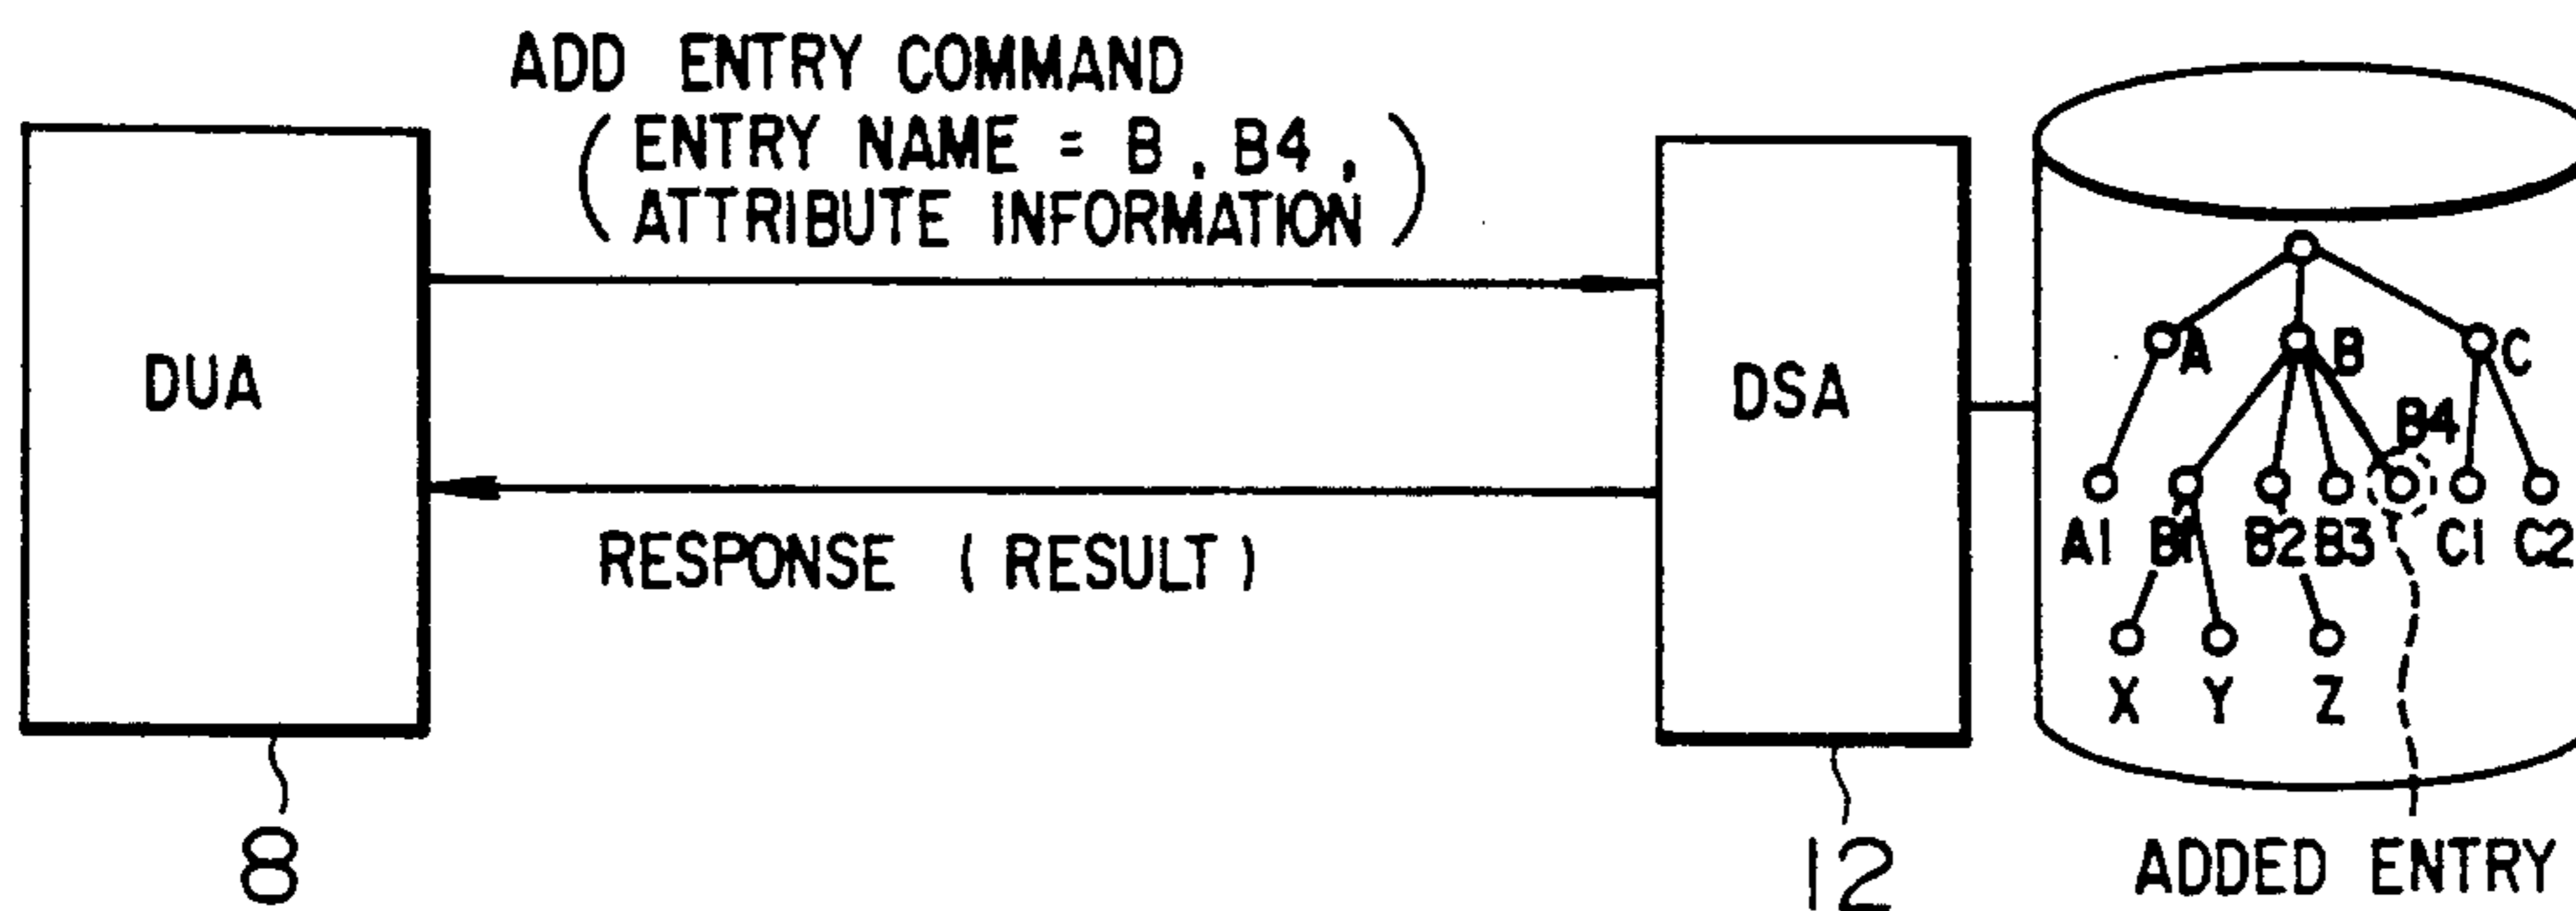 ADD ENTRY COMMAND
( ENTRY NAME = B , B4 ,
ATTRIBUTE INFORMATION )
DUA
DSA
RESPONSE ( RESULT )
A
B
C
B4
A1
B1
B2
B3
C1
C2
X
Y
Z
8
12
ADDED ENTRY